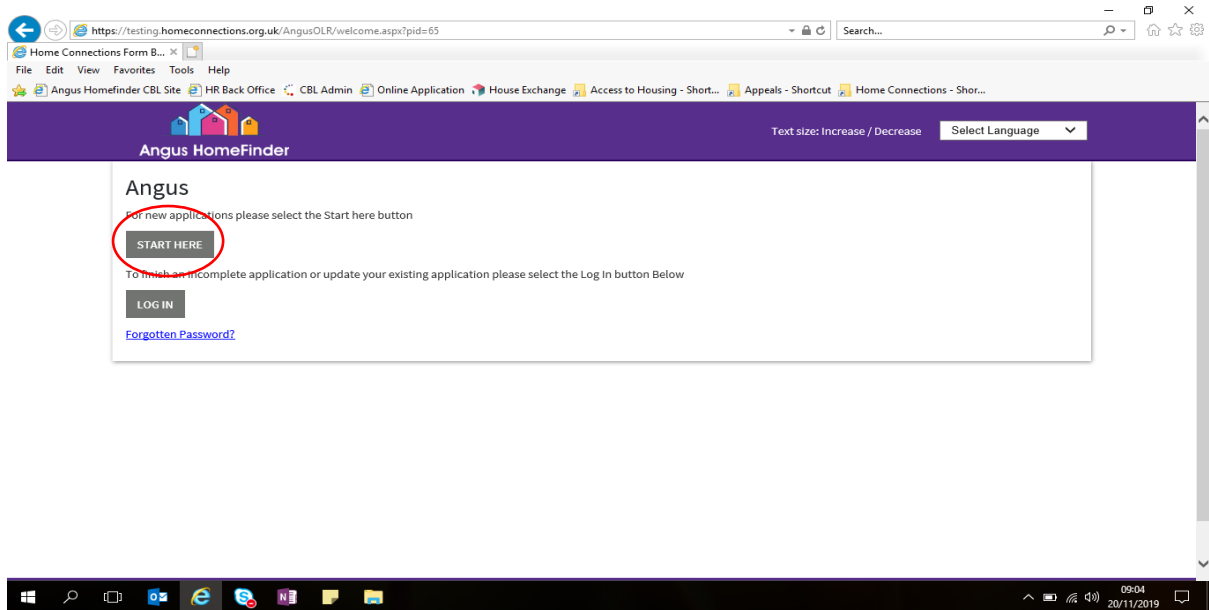 https://testing.homeconnections.org.uk/AngusOLR/welcome.aspx?pid=65 Search...
Home Connections Form B...
File Edit View Favorites Tools Help
Angus Homefinder CBL Site HR Back Office CBL Admin Online Application House Exchange Access to Housing - Short... Appeals - Shortcut Home Connections - Shor...
Angus HomeFinder
Text size: Increase / Decrease Select Language
Angus
For new applications please select the Start here button
START HERE
To finish an incomplete application or update your existing application please select the Log In button Below
LOG IN
Forgotten Password?
09:04
20/11/2019